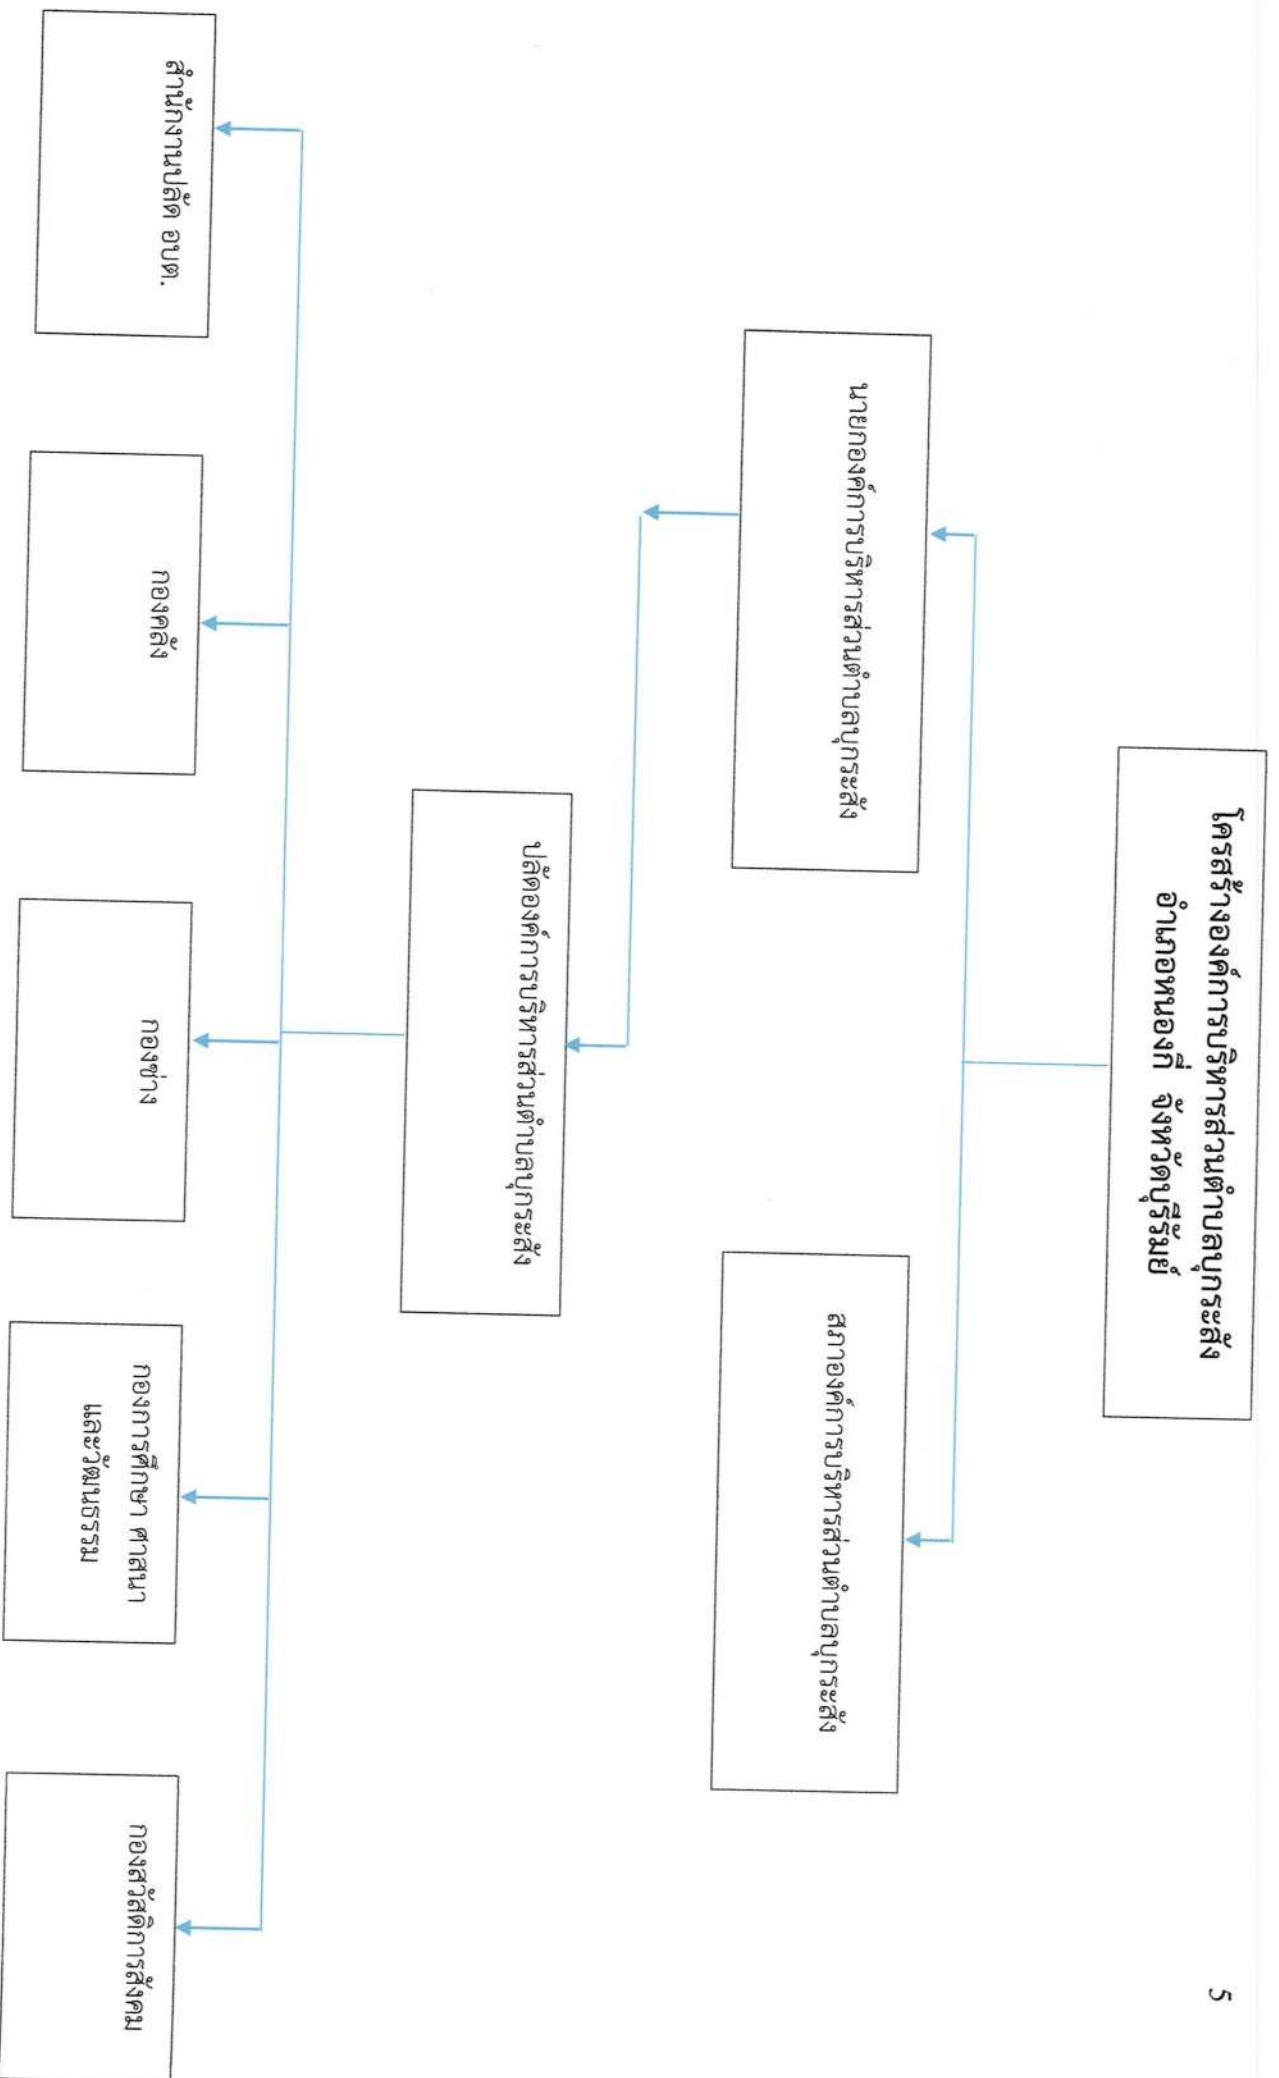 5
โครงสร้างองค์การบริหารส่วนตำบลบุกระสัง
อำเภอหนองกี่ จังหวัดบุรีรัมย์
นายกองค์การบริหารส่วนตำบลบุกระสัง
สภาองค์การบริหารส่วนตำบลบุกระสัง
ปลัดองค์การบริหารส่วนตำบลบุกระสัง
สำนักงานปลัด อบต.
กองคลัง
กองช่าง
กองการศึกษา ศาสนา
และวัฒนธรรม
กองสวัสดิการสังคม